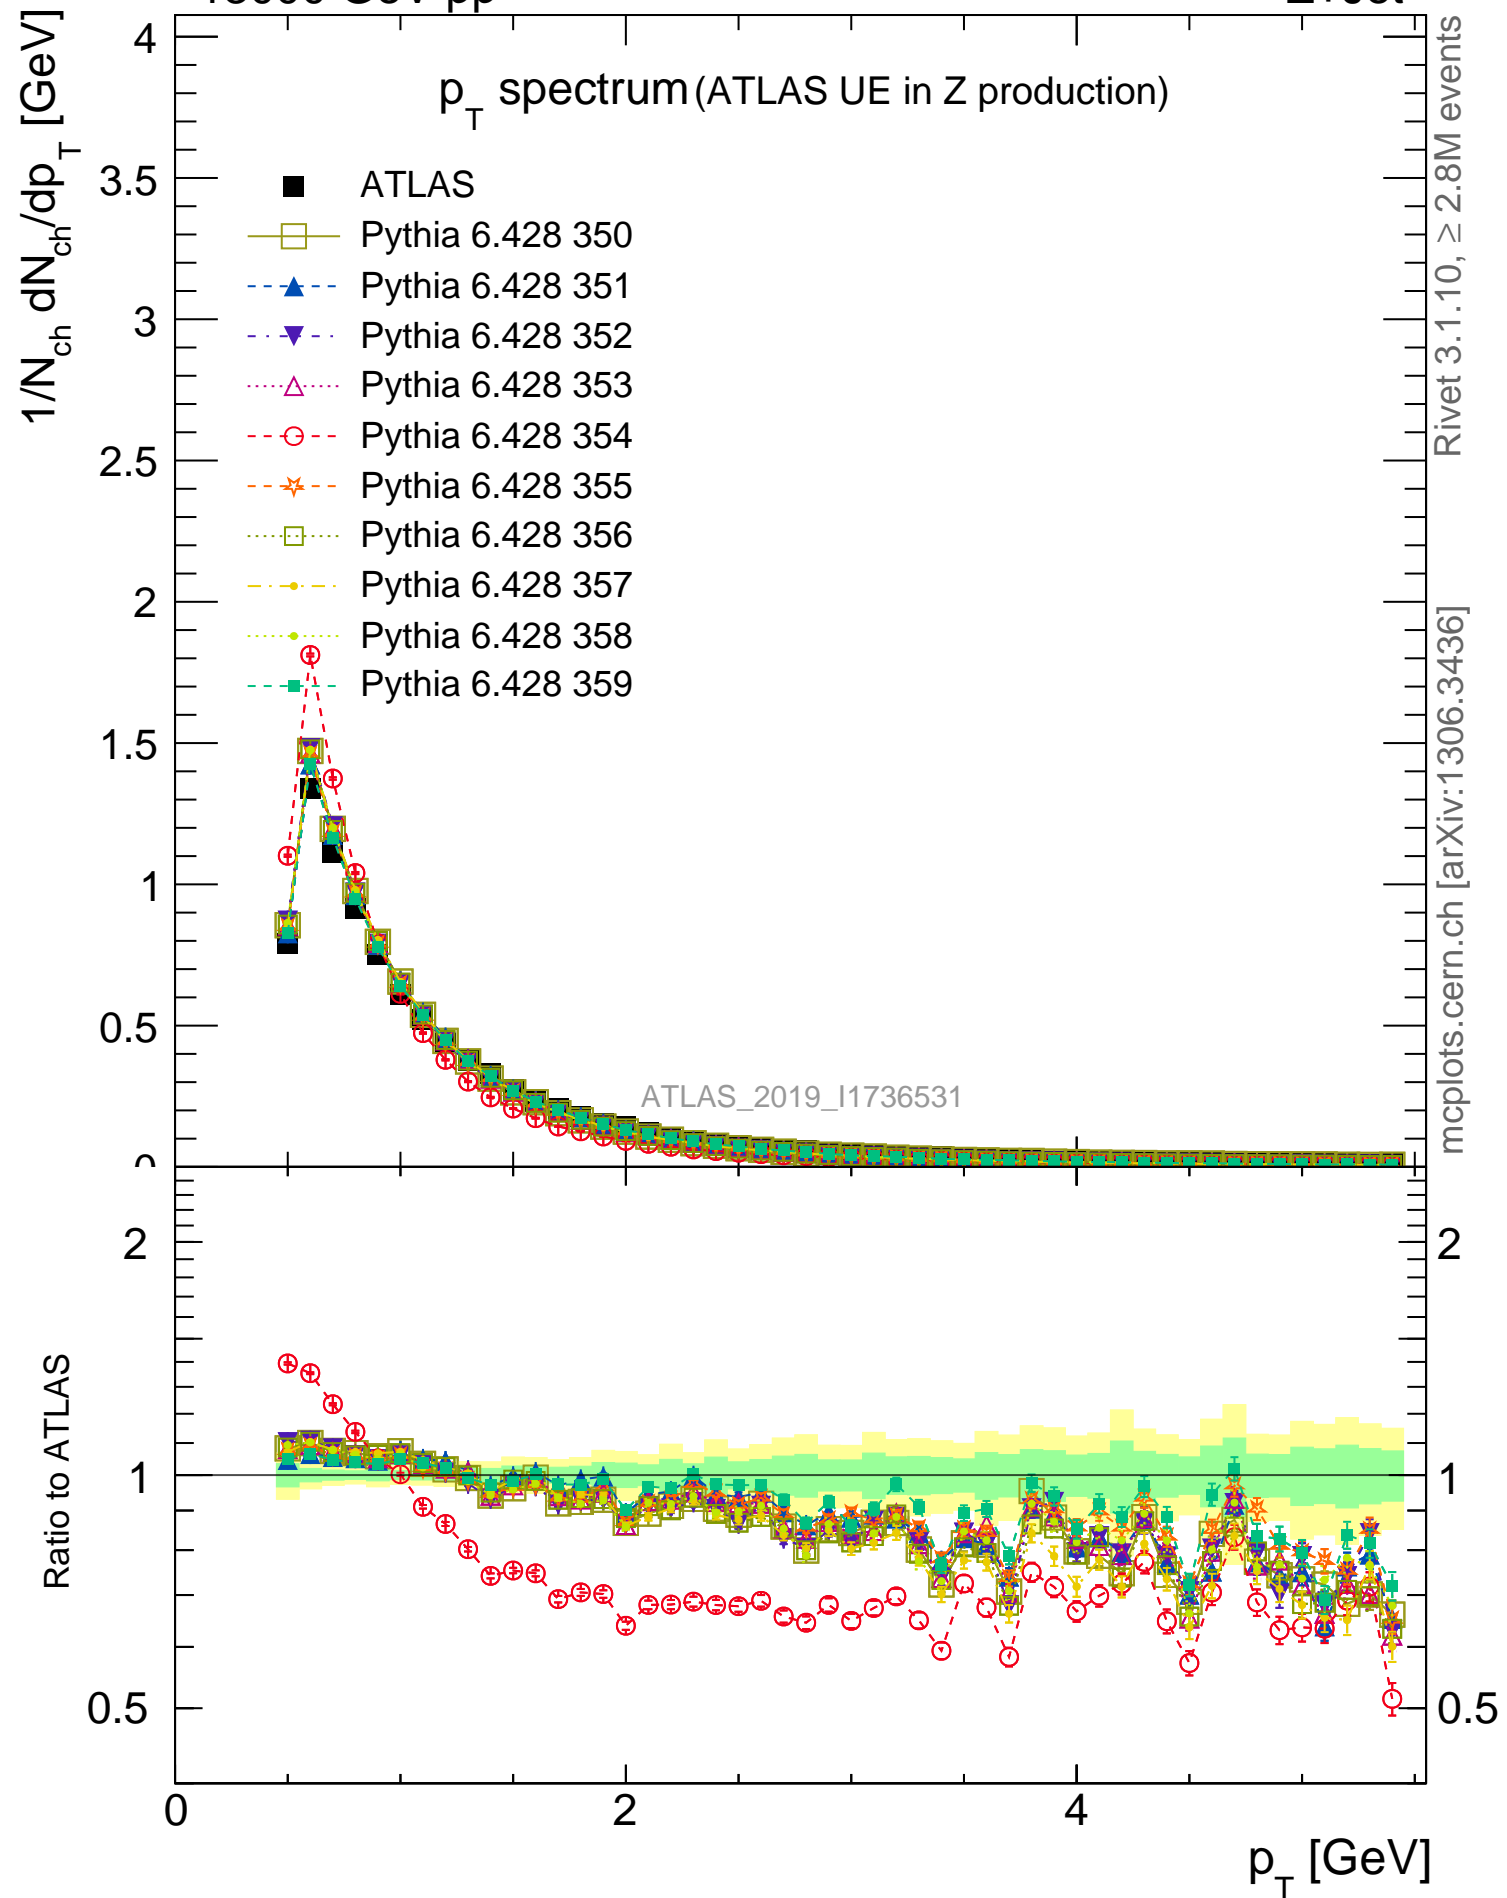 p_T spectrum (ATLAS UE in Z production)
1/N_ch dN_ch/dp_T [GeV]
4
3.5
3
2.5
2
1.5
1
0.5
0
ATLAS
Pythia 6.428 350
Pythia 6.428 351
Pythia 6.428 352
Pythia 6.428 353
Pythia 6.428 354
Pythia 6.428 355
Pythia 6.428 356
Pythia 6.428 357
Pythia 6.428 358
Pythia 6.428 359
ATLAS_2019_I1736531
Rivet 3.1.10, ≥ 2.8M events
mcplots.cern.ch [arXiv:1306.3436]
Ratio to ATLAS
2
1
0.5
2
1
0.5
0
2
4
p_T [GeV]